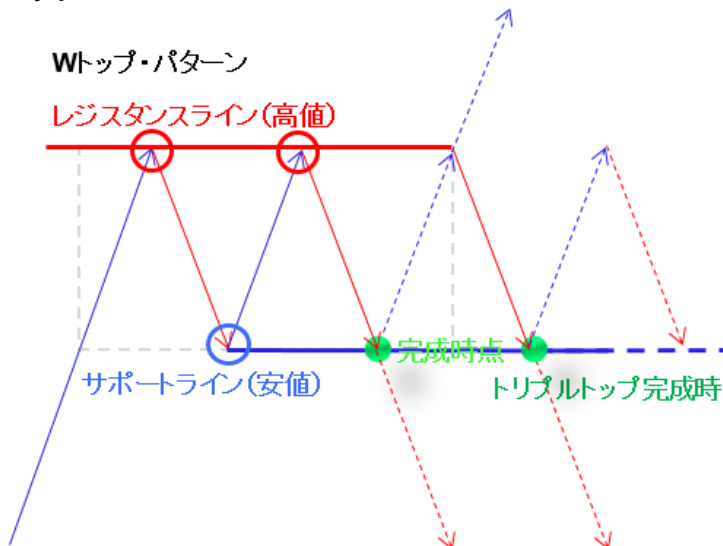 Wトップ・パターン
レジスタンスライン(高値)
完成時点
サポートライン(安値)
トリプルトップ完成時